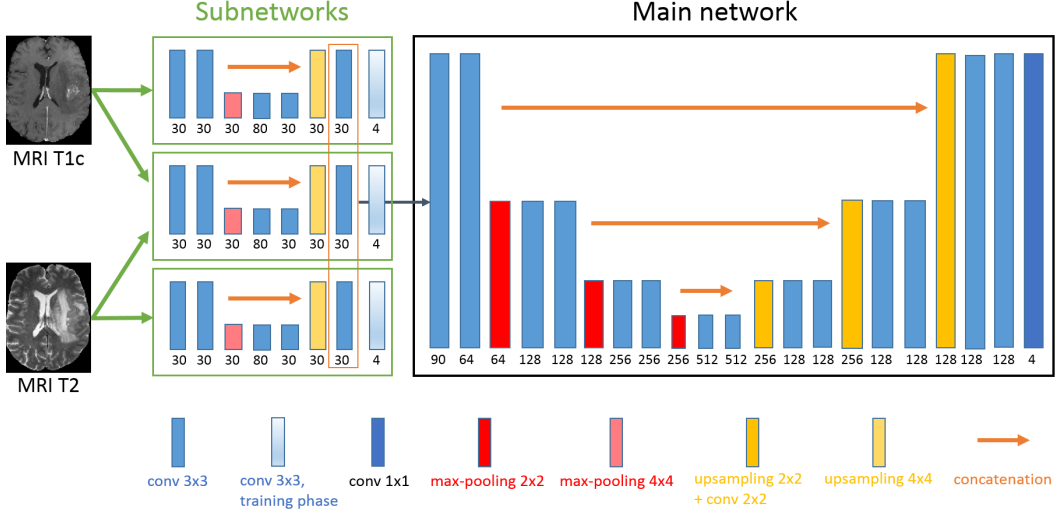 Subnetworks
Main network
MRI T1c
30 30 30 80 30 30 30 4
30 30 30 80 30 30 30 4
MRI T2
30 30 30 80 30 30 30 4
90 64 64 128 128 128 256 256 256 512 512 256 128 128 256 128 128 128 128 128 4
conv 3x3
conv 3x3,
training phase
conv 1x1
max-pooling 2x2
max-pooling 4x4
upsampling 2x2
+ conv 2x2
upsampling 4x4
concatenation